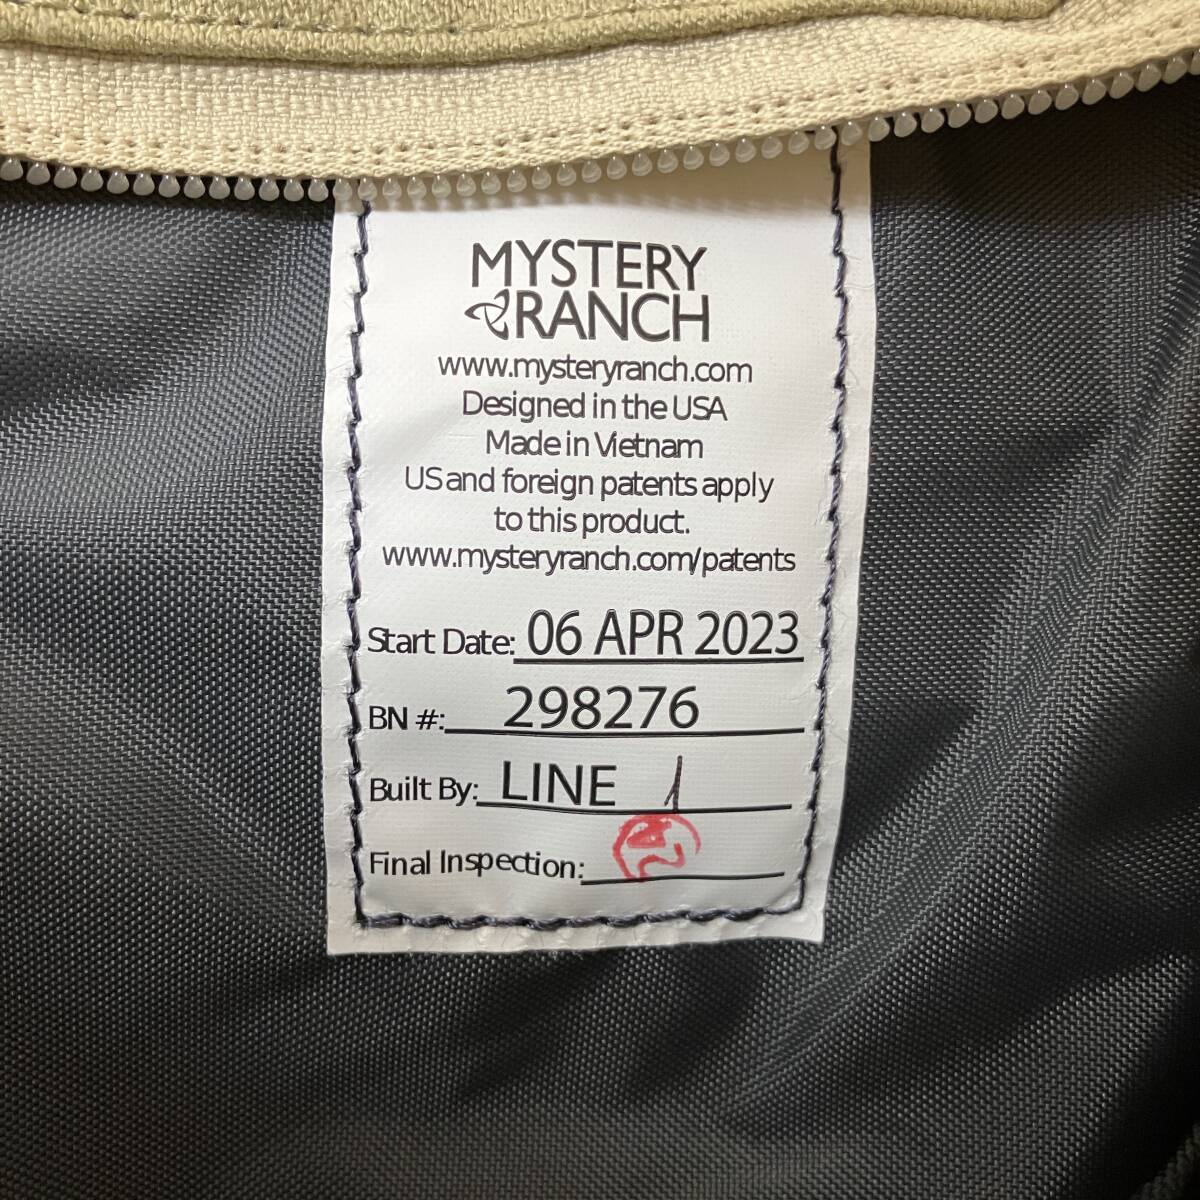 MYSTERY
RANCH
www.mysteryranch.com
Designed in the USA
Made in Vietnam
US and foreign patents apply
to this product.
www.mysteryranch.com/patents
Start Date: 06 APR 2023
BN #: 298276
Built By: LINE 1
Final Inspection: